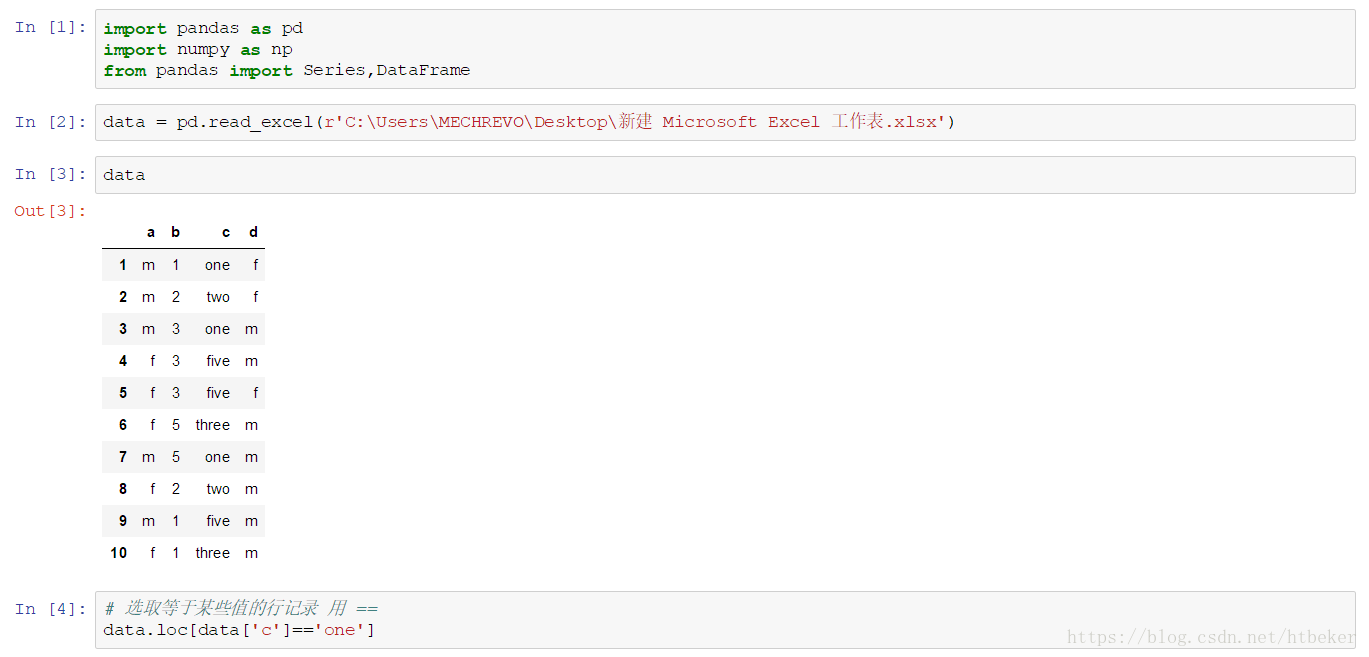 In [1]: import pandas as pd
import numpy as np
from pandas import Series,DataFrame
In [2]: data = pd.read_excel(r'C:\Users\MECHREVO\Desktop\新建 Microsoft Excel 工作表.xlsx')
In [3]: data
Out[3]:
a b c d
1 m 1 one f
2 m 2 two f
3 m 3 one m
4 f 3 five m
5 f 3 five f
6 f 5 three m
7 m 5 one m
8 f 2 two m
9 m 1 five m
10 f 1 three m
In [4]: # 选取等于某些值的行记录 用 ==
data.loc[data['c']=='one']
https://blog.csdn.net/htbeker